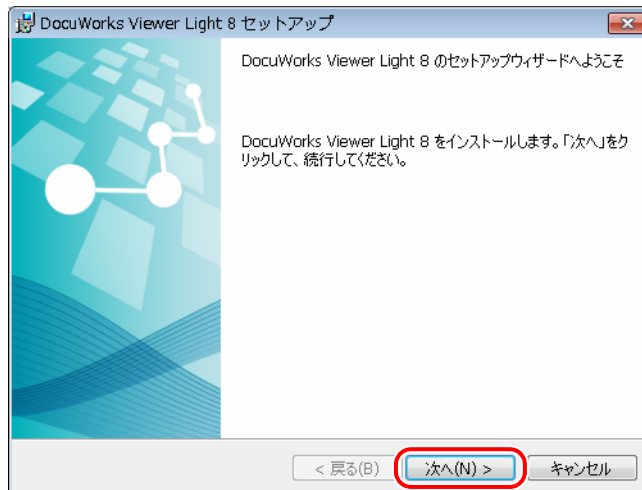 DocuWorks Viewer Light 8 セットアップ
DocuWorks Viewer Light 8 のセットアップウィザードへようこそ
DocuWorks Viewer Light 8 をインストールします。「次へ」をク
リックして、続行してください。
< 戻る(B)
次へ(N) >
キャンセル